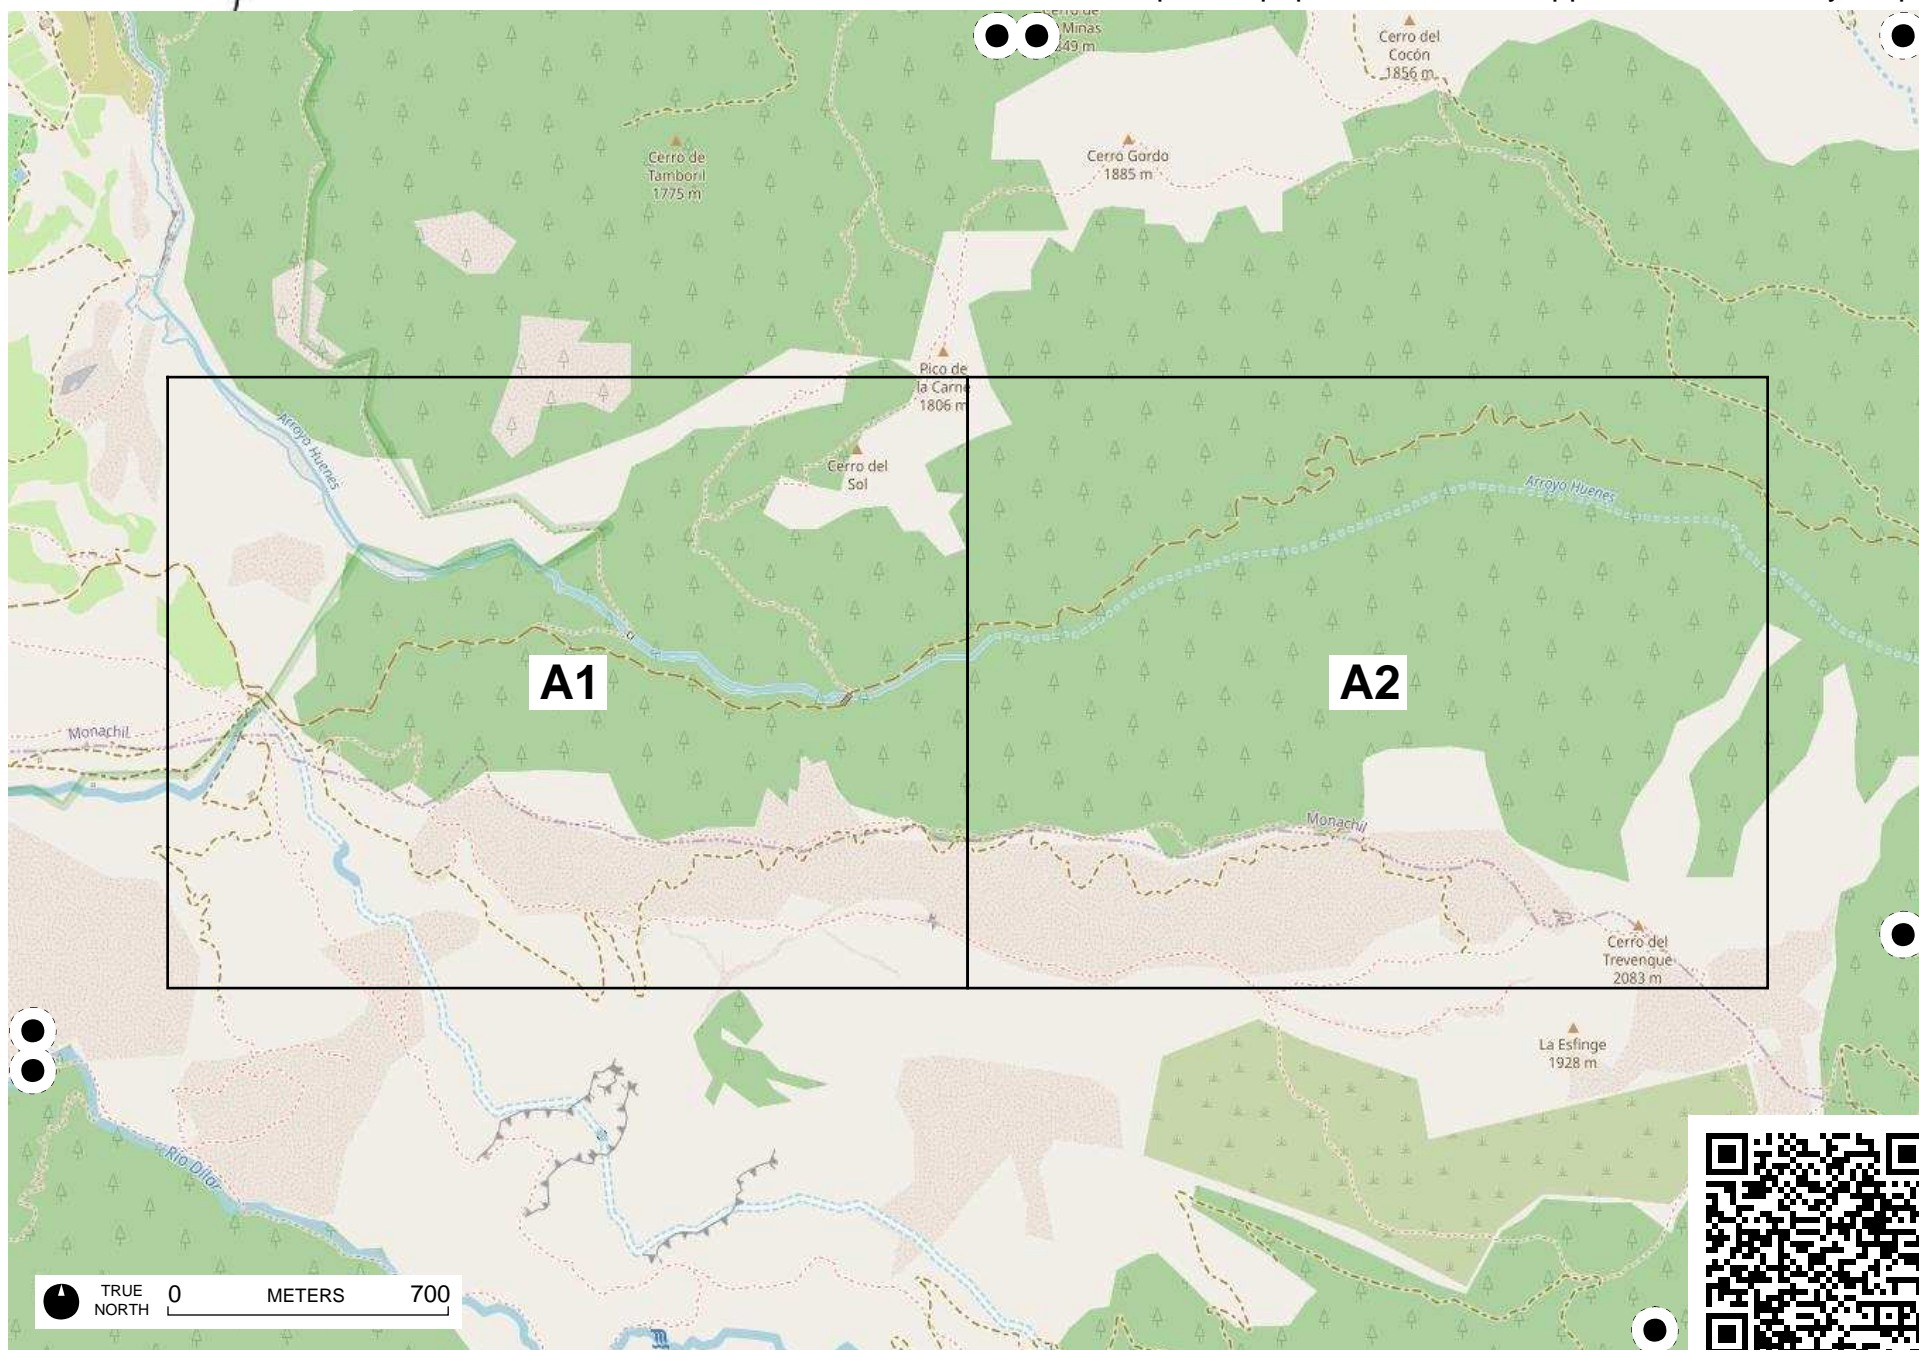 Minas
Cerro del
Cocón
1856 m
Cerro de
Tamboril
1775 m
Cerro Gordo
1885 m
Pico de
la Carne
1806 m
Arroyo Huenes
Cerro del
Sol
Arroyo Huenes
A1
A2
Monachil
Monachil
Cerro del
Trevenque
2083 m
La Esfinge
1928 m
Río Dílar
TRUE
NORTH
0 METERS 700